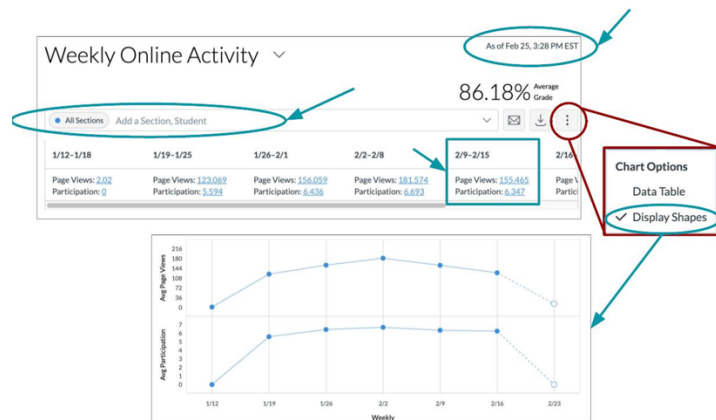 As of Feb 25, 3:28 PM EST
Weekly Online Activity
86.18% Average Grade
All Sections Add a Section, Student
1/12–1/18 1/19–1/25 1/26–2/1 2/2–2/8 2/9–2/15 2/16
Page Views: 2.02 Page Views: 123.069 Page Views: 156.059 Page Views: 181.574 Page Views: 155.465 Page V
Participation: 0 Participation: 5.594 Participation: 6.436 Participation: 6.693 Participation: 6.347 Particip
Chart Options
Data Table
Display Shapes
Avg Page Views
216
180
144
108
72
36
0
Avg Participation
7
6
5
4
3
2
1
0
1/12 1/19 1/26 2/2 2/9 2/16 2/23
Weekly